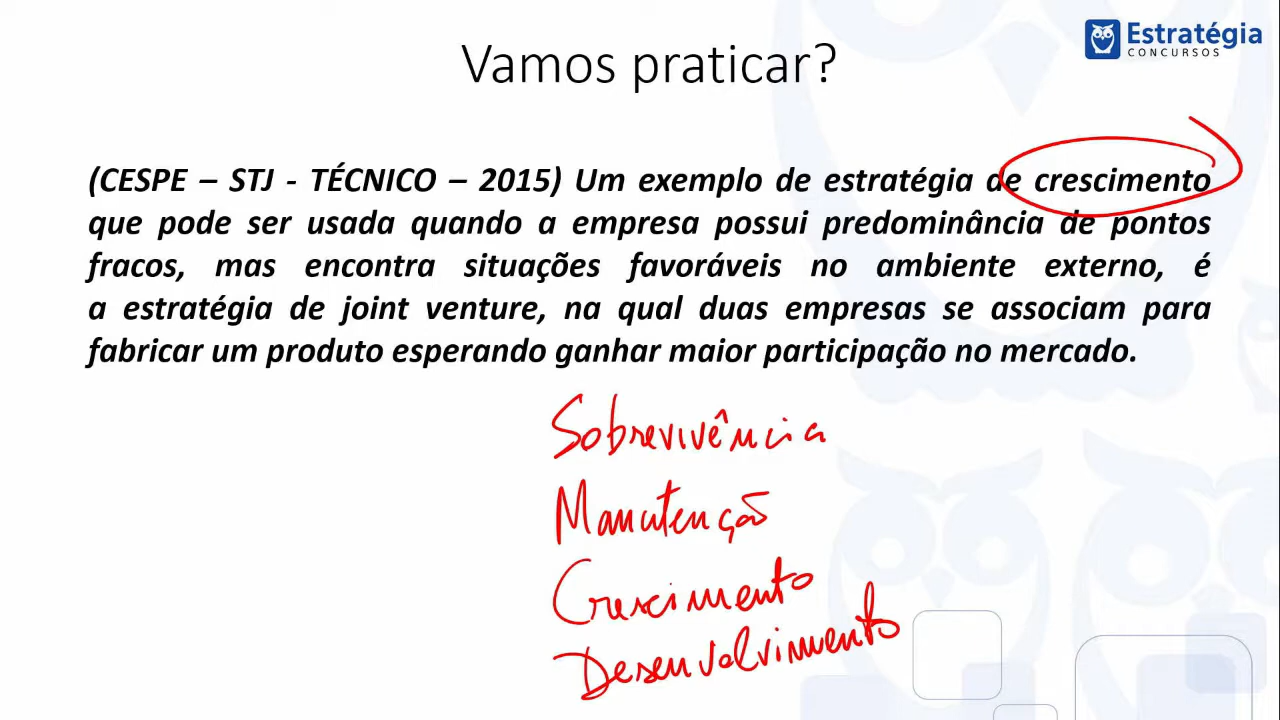 Estratégia
CONCURSOS
Vamos praticar?
(CESPE – STJ - TÉCNICO – 2015) Um exemplo de estratégia de crescimento
que pode ser usada quando a empresa possui predominância de pontos
fracos, mas encontra situações favoráveis no ambiente externo, é
a estratégia de joint venture, na qual duas empresas se associam para
fabricar um produto esperando ganhar maior participação no mercado.
Sobrevivência
Manutenção
Crescimento
Desenvolvimento